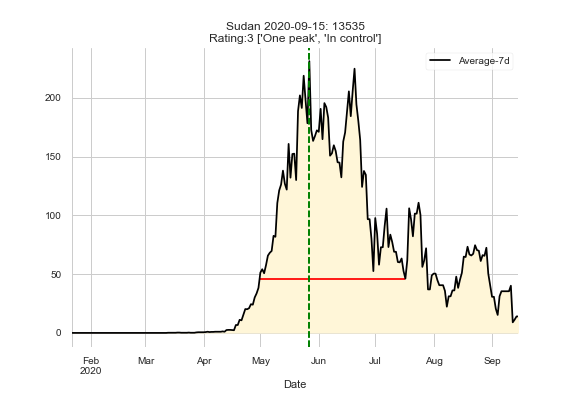 Sudan 2020-09-15: 13535
Rating:3 ['One peak', 'In control']
Average-7d
200
150
100
50
0
Feb Mar Apr May Jun Jul Aug Sep
2020
Date